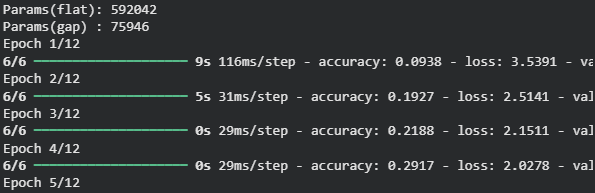 Params(flat): 592042
Params(gap) : 75946
Epoch 1/12
6/6 ━━━━━━━━━━━━━━━━━━━━ 9s 116ms/step - accuracy: 0.0938 - loss: 3.5391 - va
Epoch 2/12
6/6 ━━━━━━━━━━━━━━━━━━━━ 5s 31ms/step - accuracy: 0.1927 - loss: 2.5141 - val
Epoch 3/12
6/6 ━━━━━━━━━━━━━━━━━━━━ 0s 29ms/step - accuracy: 0.2188 - loss: 2.1511 - val
Epoch 4/12
6/6 ━━━━━━━━━━━━━━━━━━━━ 0s 29ms/step - accuracy: 0.2917 - loss: 2.0278 - val
Epoch 5/12